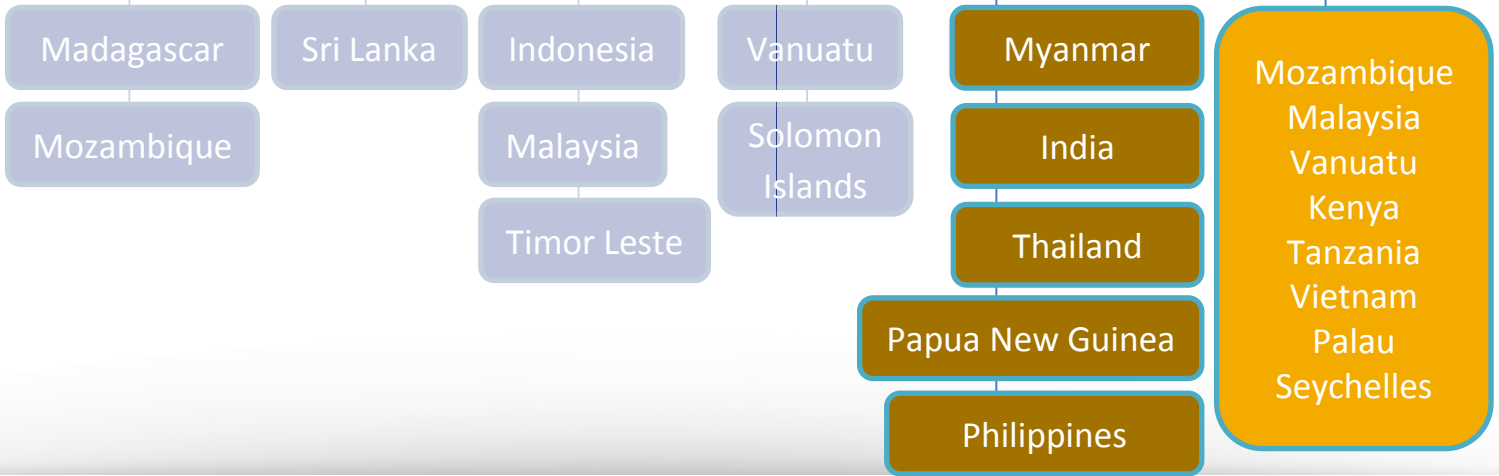 Madagascar
Mozambique
Sri Lanka
Indonesia
Malaysia
Timor Leste
Vanuatu
Solomon
Islands
Myanmar
India
Thailand
Papua New Guinea
Philippines
Mozambique
Malaysia
Vanuatu
Kenya
Tanzania
Vietnam
Palau
Seychelles